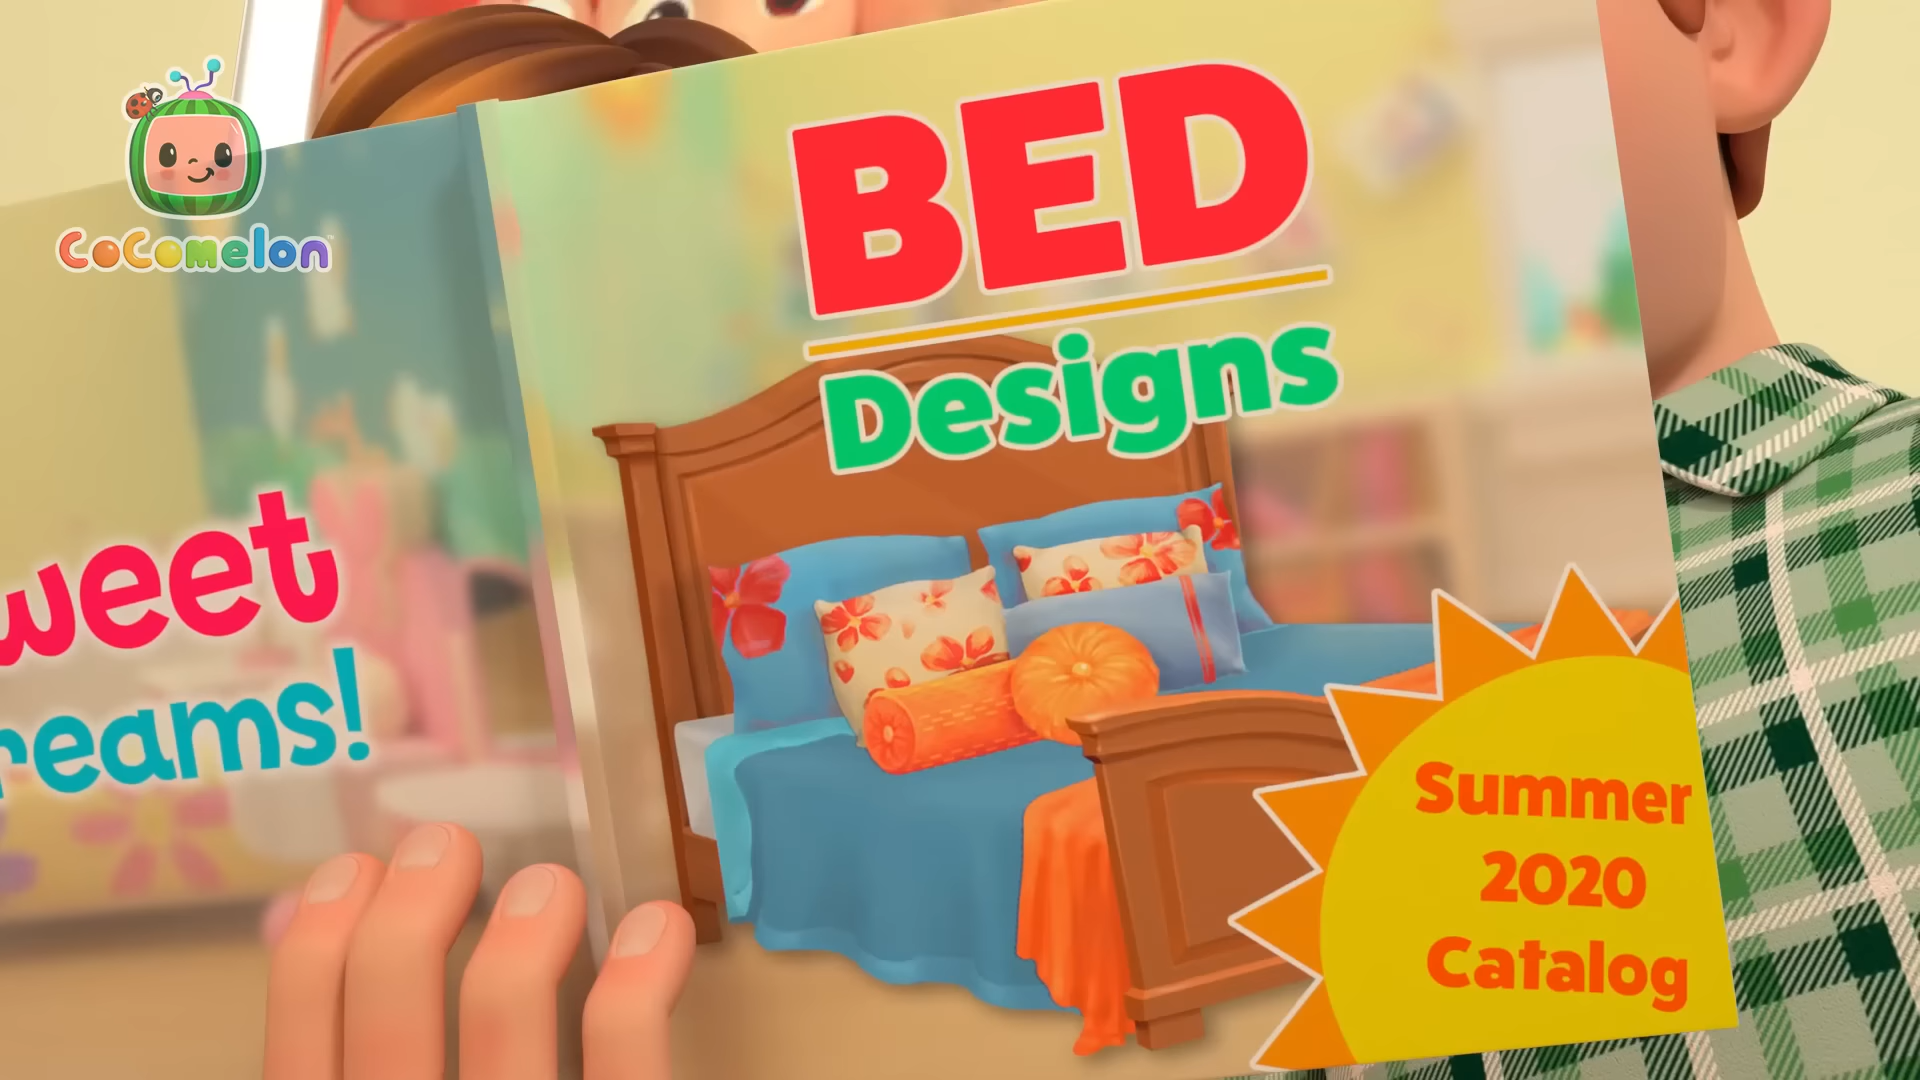 CoComelon
BED
Designs
weet
reams!
Summer
2020
Catalog